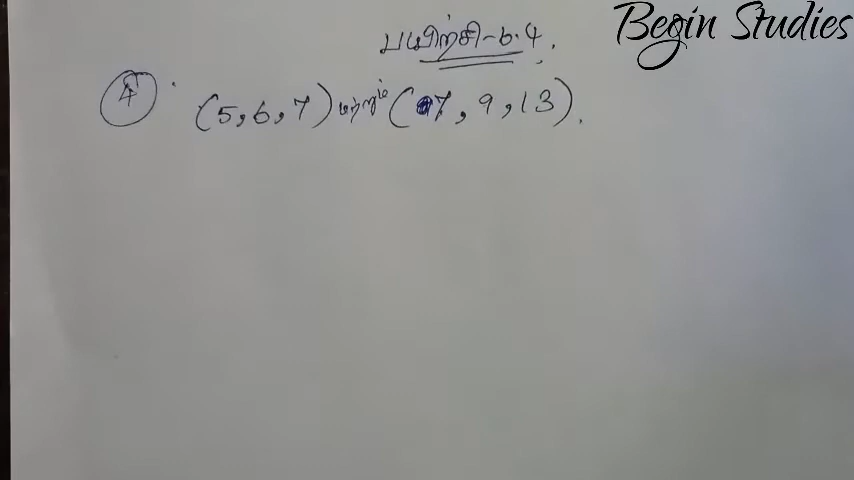 Begin Studies
பயிற்சி-6.4.
4 (5,6,7) மற்றும் (7,9,13).